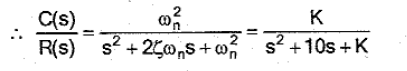 ∴ C(s)/R(s) = ωₙ²/(s² + 2ζωₙs + ωₙ²) = K/(s² + 10s + K)